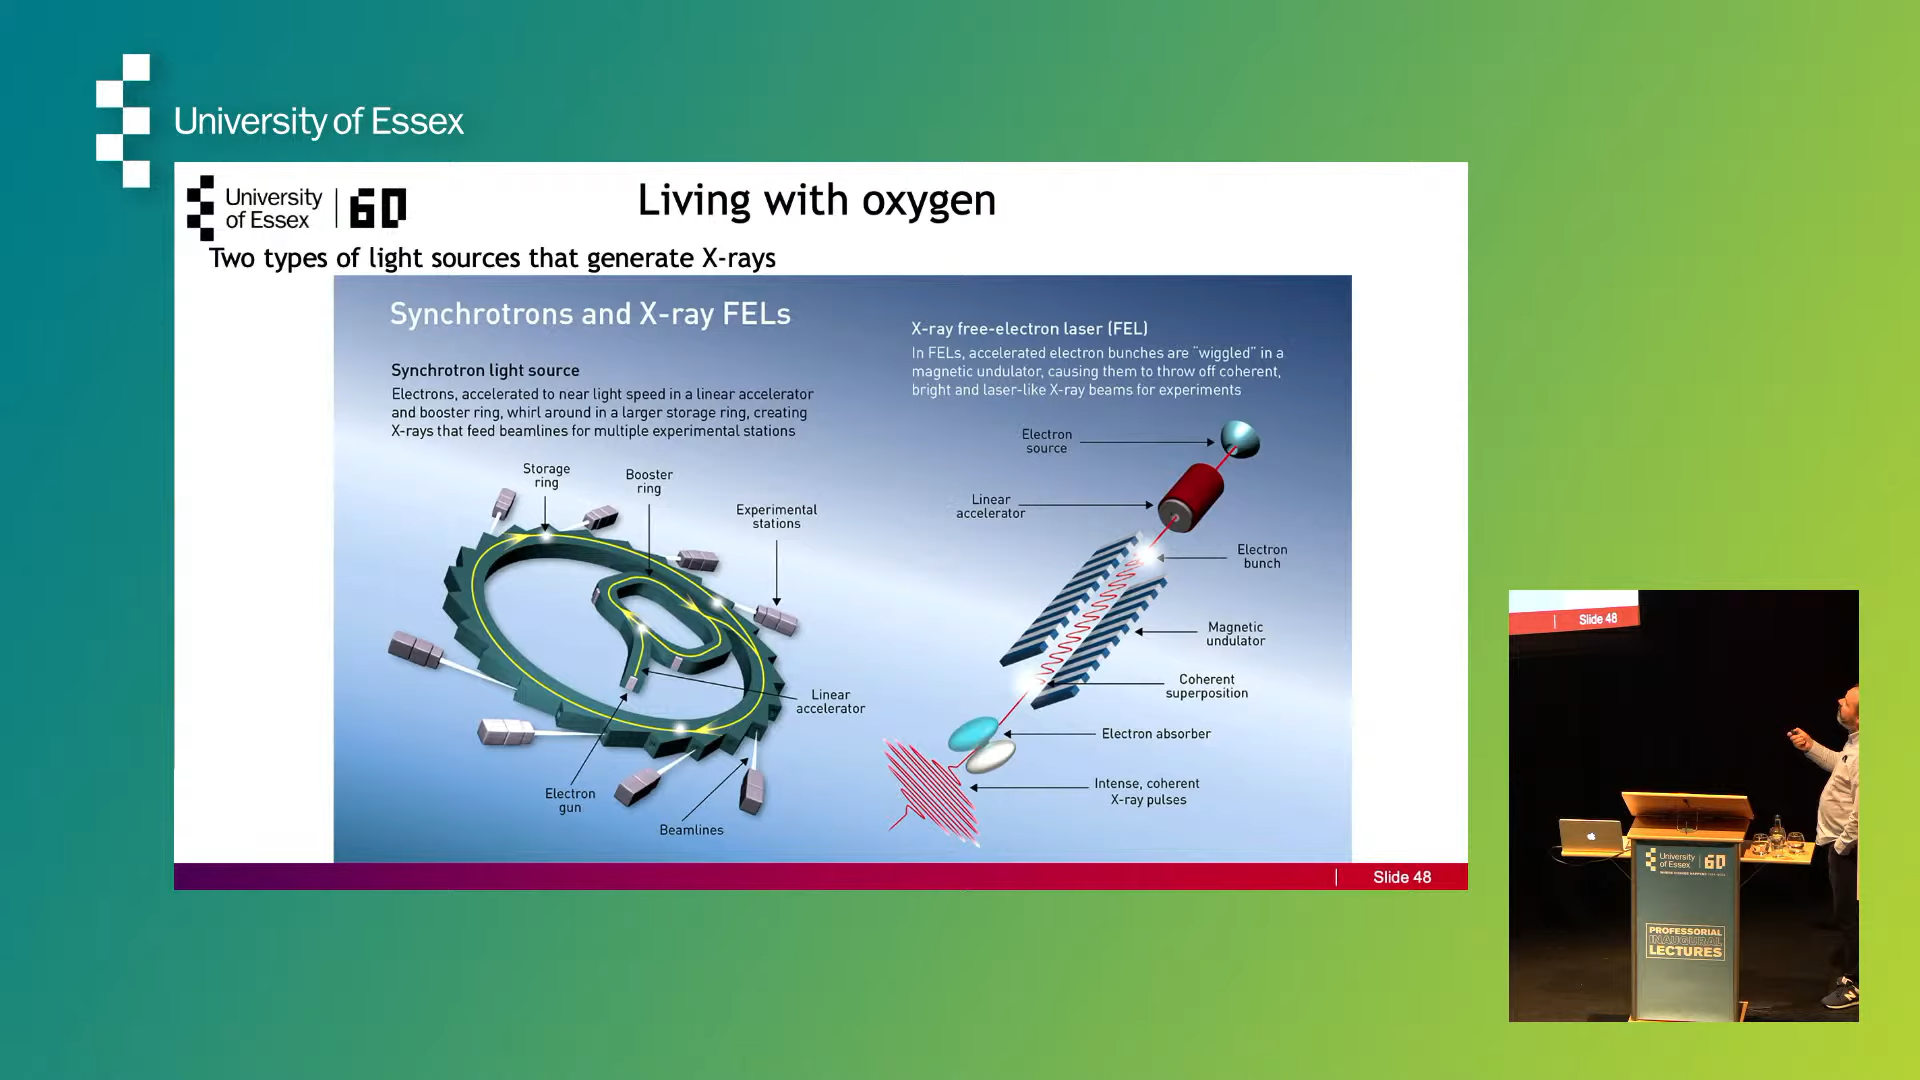 University of Essex
University
of Essex
60
Living with oxygen
Two types of light sources that generate X-rays
Synchrotrons and X-ray FELs
Synchrotron light source
Electrons, accelerated to near light speed in a linear accelerator
and booster ring, whirl around in a larger storage ring, creating
X-rays that feed beamlines for multiple experimental stations
Storage
ring
Booster
ring
Experimental
stations
Linear
accelerator
Electron
gun
Beamlines
X-ray free-electron laser (FEL)
In FELs, accelerated electron bunches are "wiggled" in a
magnetic undulator, causing them to throw off coherent,
bright and laser-like X-ray beams for experiments
Electron
source
Linear
accelerator
Electron
bunch
Magnetic
undulator
Coherent
superposition
Electron absorber
Intense, coherent
X-ray pulses
Slide 48
Slide 48
University
of Essex
60
PROFESSORIAL
INAUGURAL
LECTURES